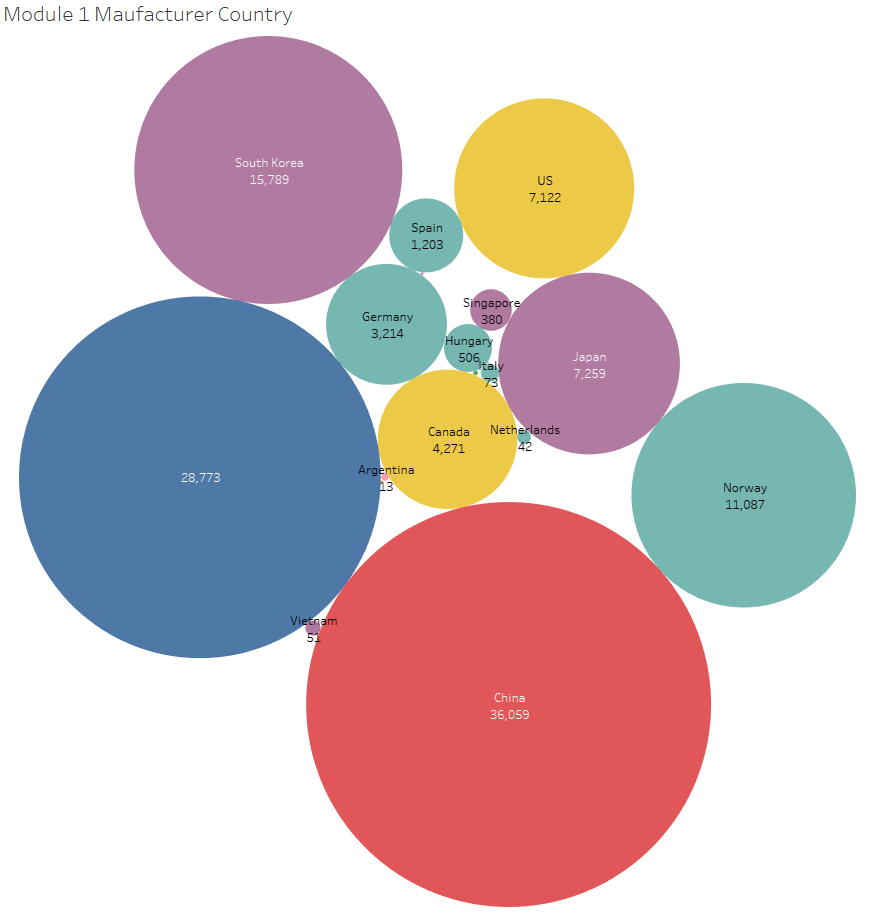 Module 1 Maufacturer Country
South Korea
15,789
US
7,122
Spain
1,203
Singapore
380
Germany
3,214
Hungary
506
Italy
73
Japan
7,259
Canada
4,271
Netherlands
42
Argentina
13
28,773
Norway
11,087
Vietnam
51
China
36,059